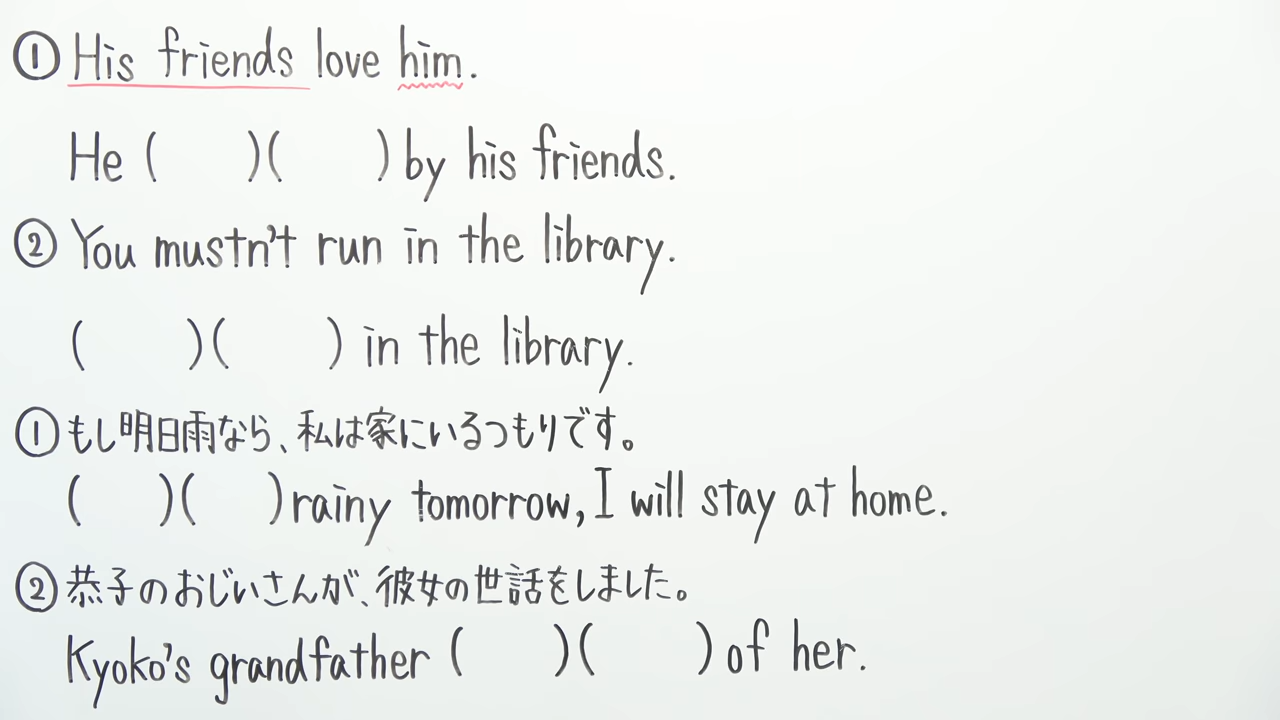 ① His friends love him.
He (　　)(　　) by his friends.
② You mustn't run in the library.
(　　)(　　) in the library.
① もし明日雨なら、私は家にいるつもりです。
(　　)(　　) rainy tomorrow, I will stay at home.
② 恭子のおじいさんが、彼女の世話をしました。
Kyoko's grandfather (　　)(　　) of her.